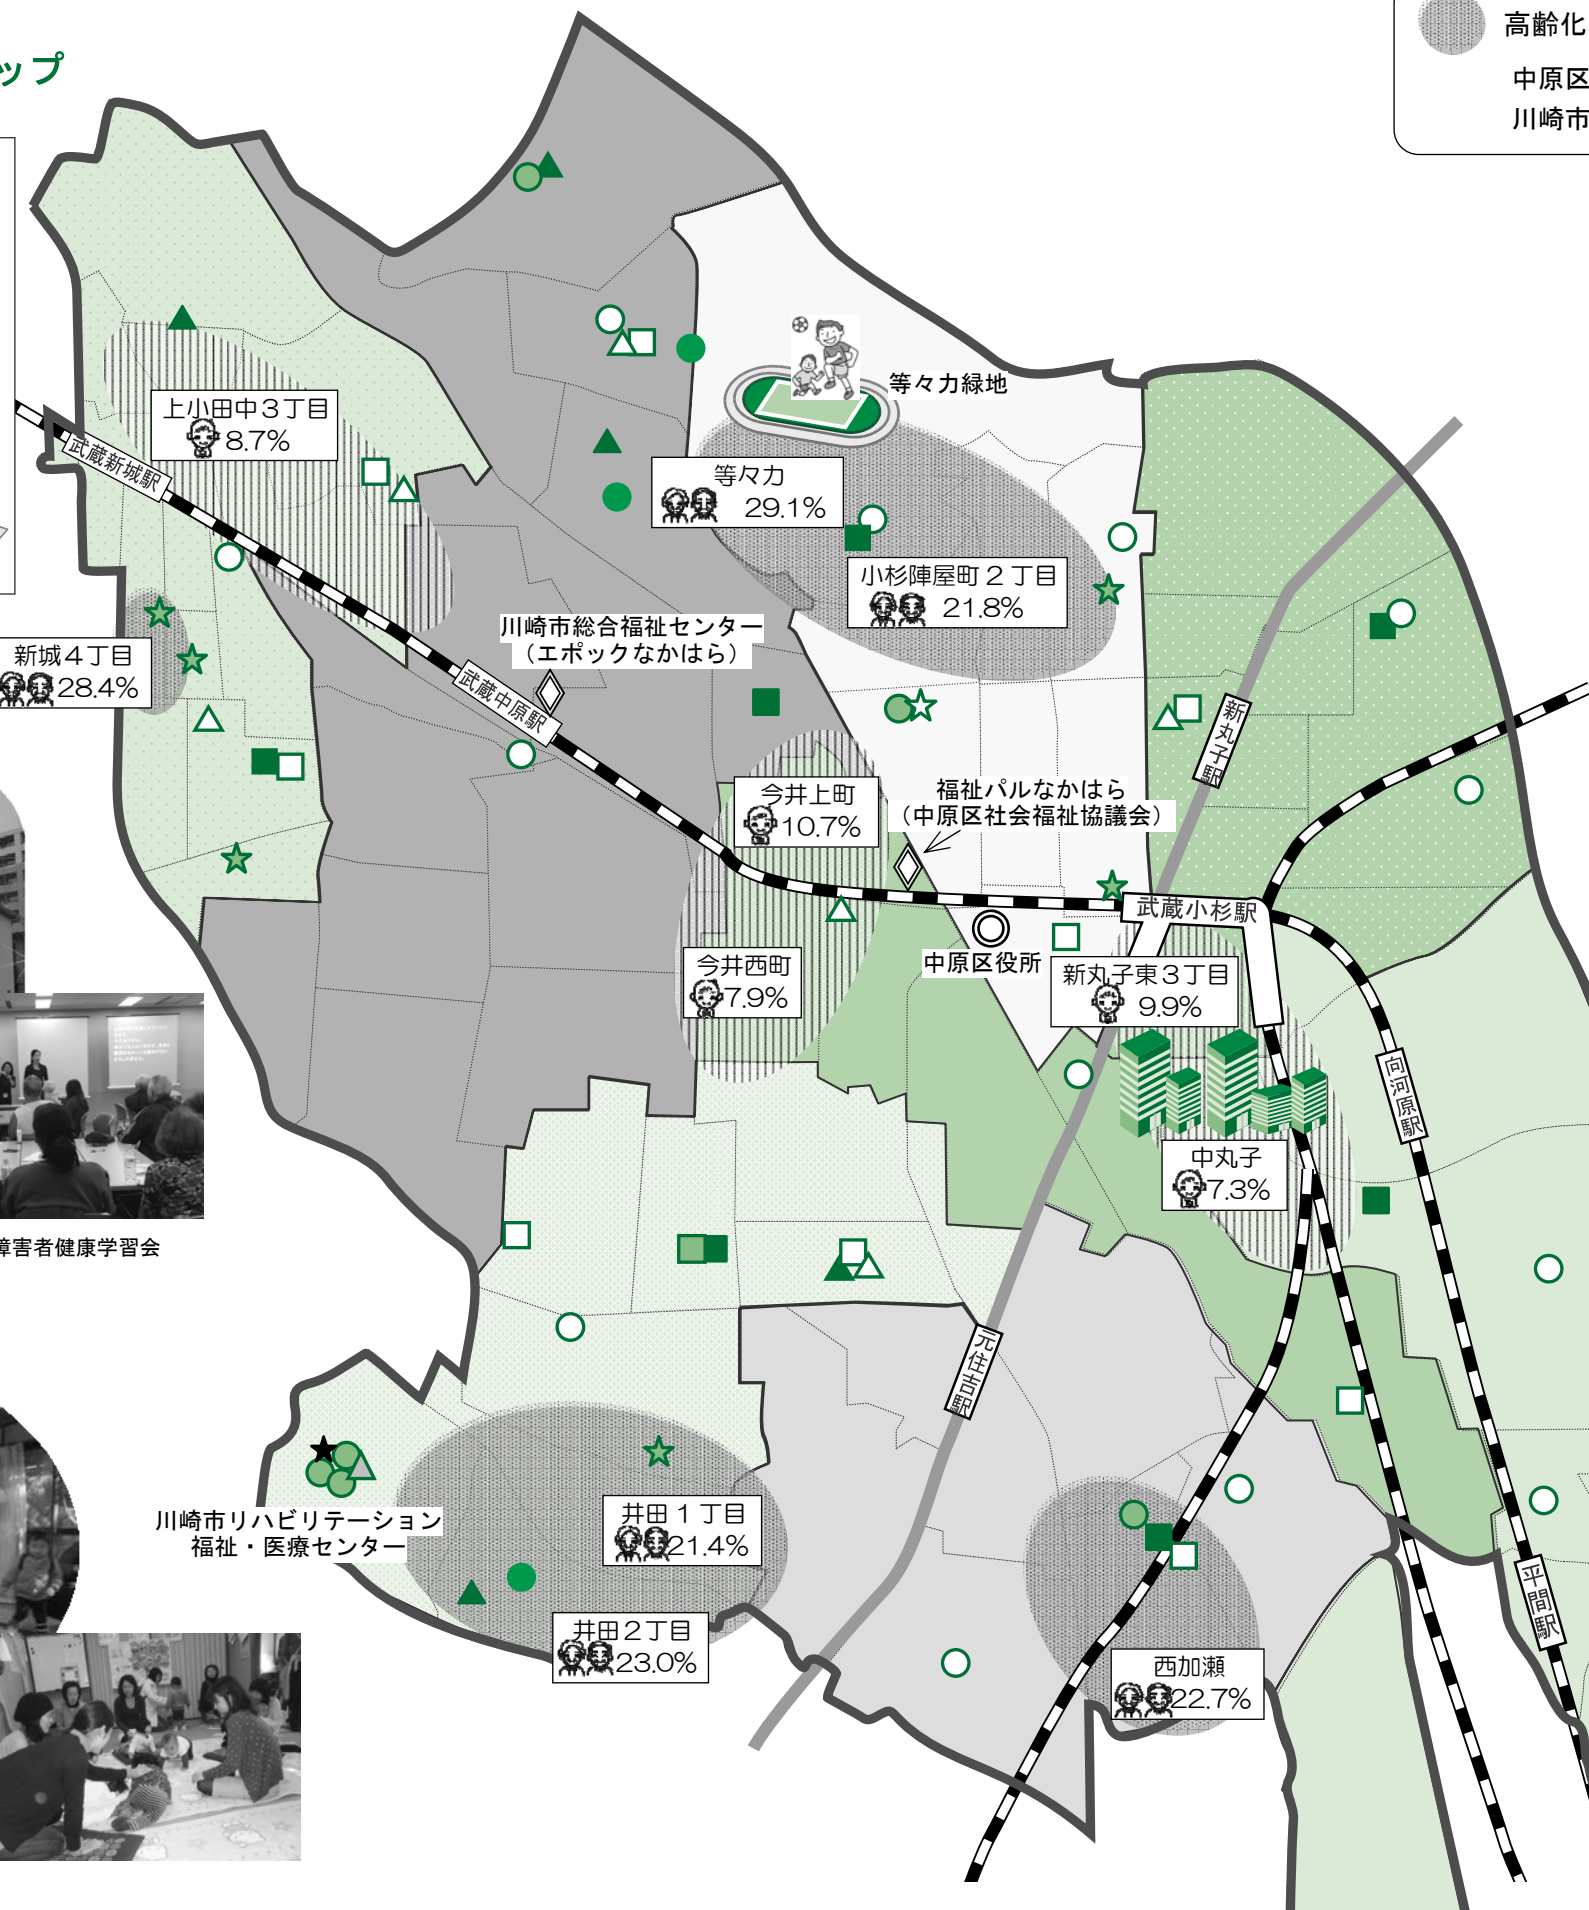 ップ
高齢化
中原区
川崎市
等々力緑地
上小田中3丁目
8.7%
武蔵新城駅
等々力
29.1%
小杉陣屋町2丁目
21.8%
川崎市総合福祉センター
(エポックなかはら)
新城4丁目
28.4%
武蔵中原駅
新丸子駅
今井上町
10.7%
福祉パルなかはら
(中原区社会福祉協議会)
武蔵小杉駅
中原区役所
今井西町
7.9%
新丸子東3丁目
9.9%
向河原駅
中丸子
7.3%
障害者健康学習会
元住吉駅
川崎市リハビリテーション
福祉・医療センター
井田1丁目
21.4%
井田2丁目
23.0%
平間駅
西加瀬
22.7%